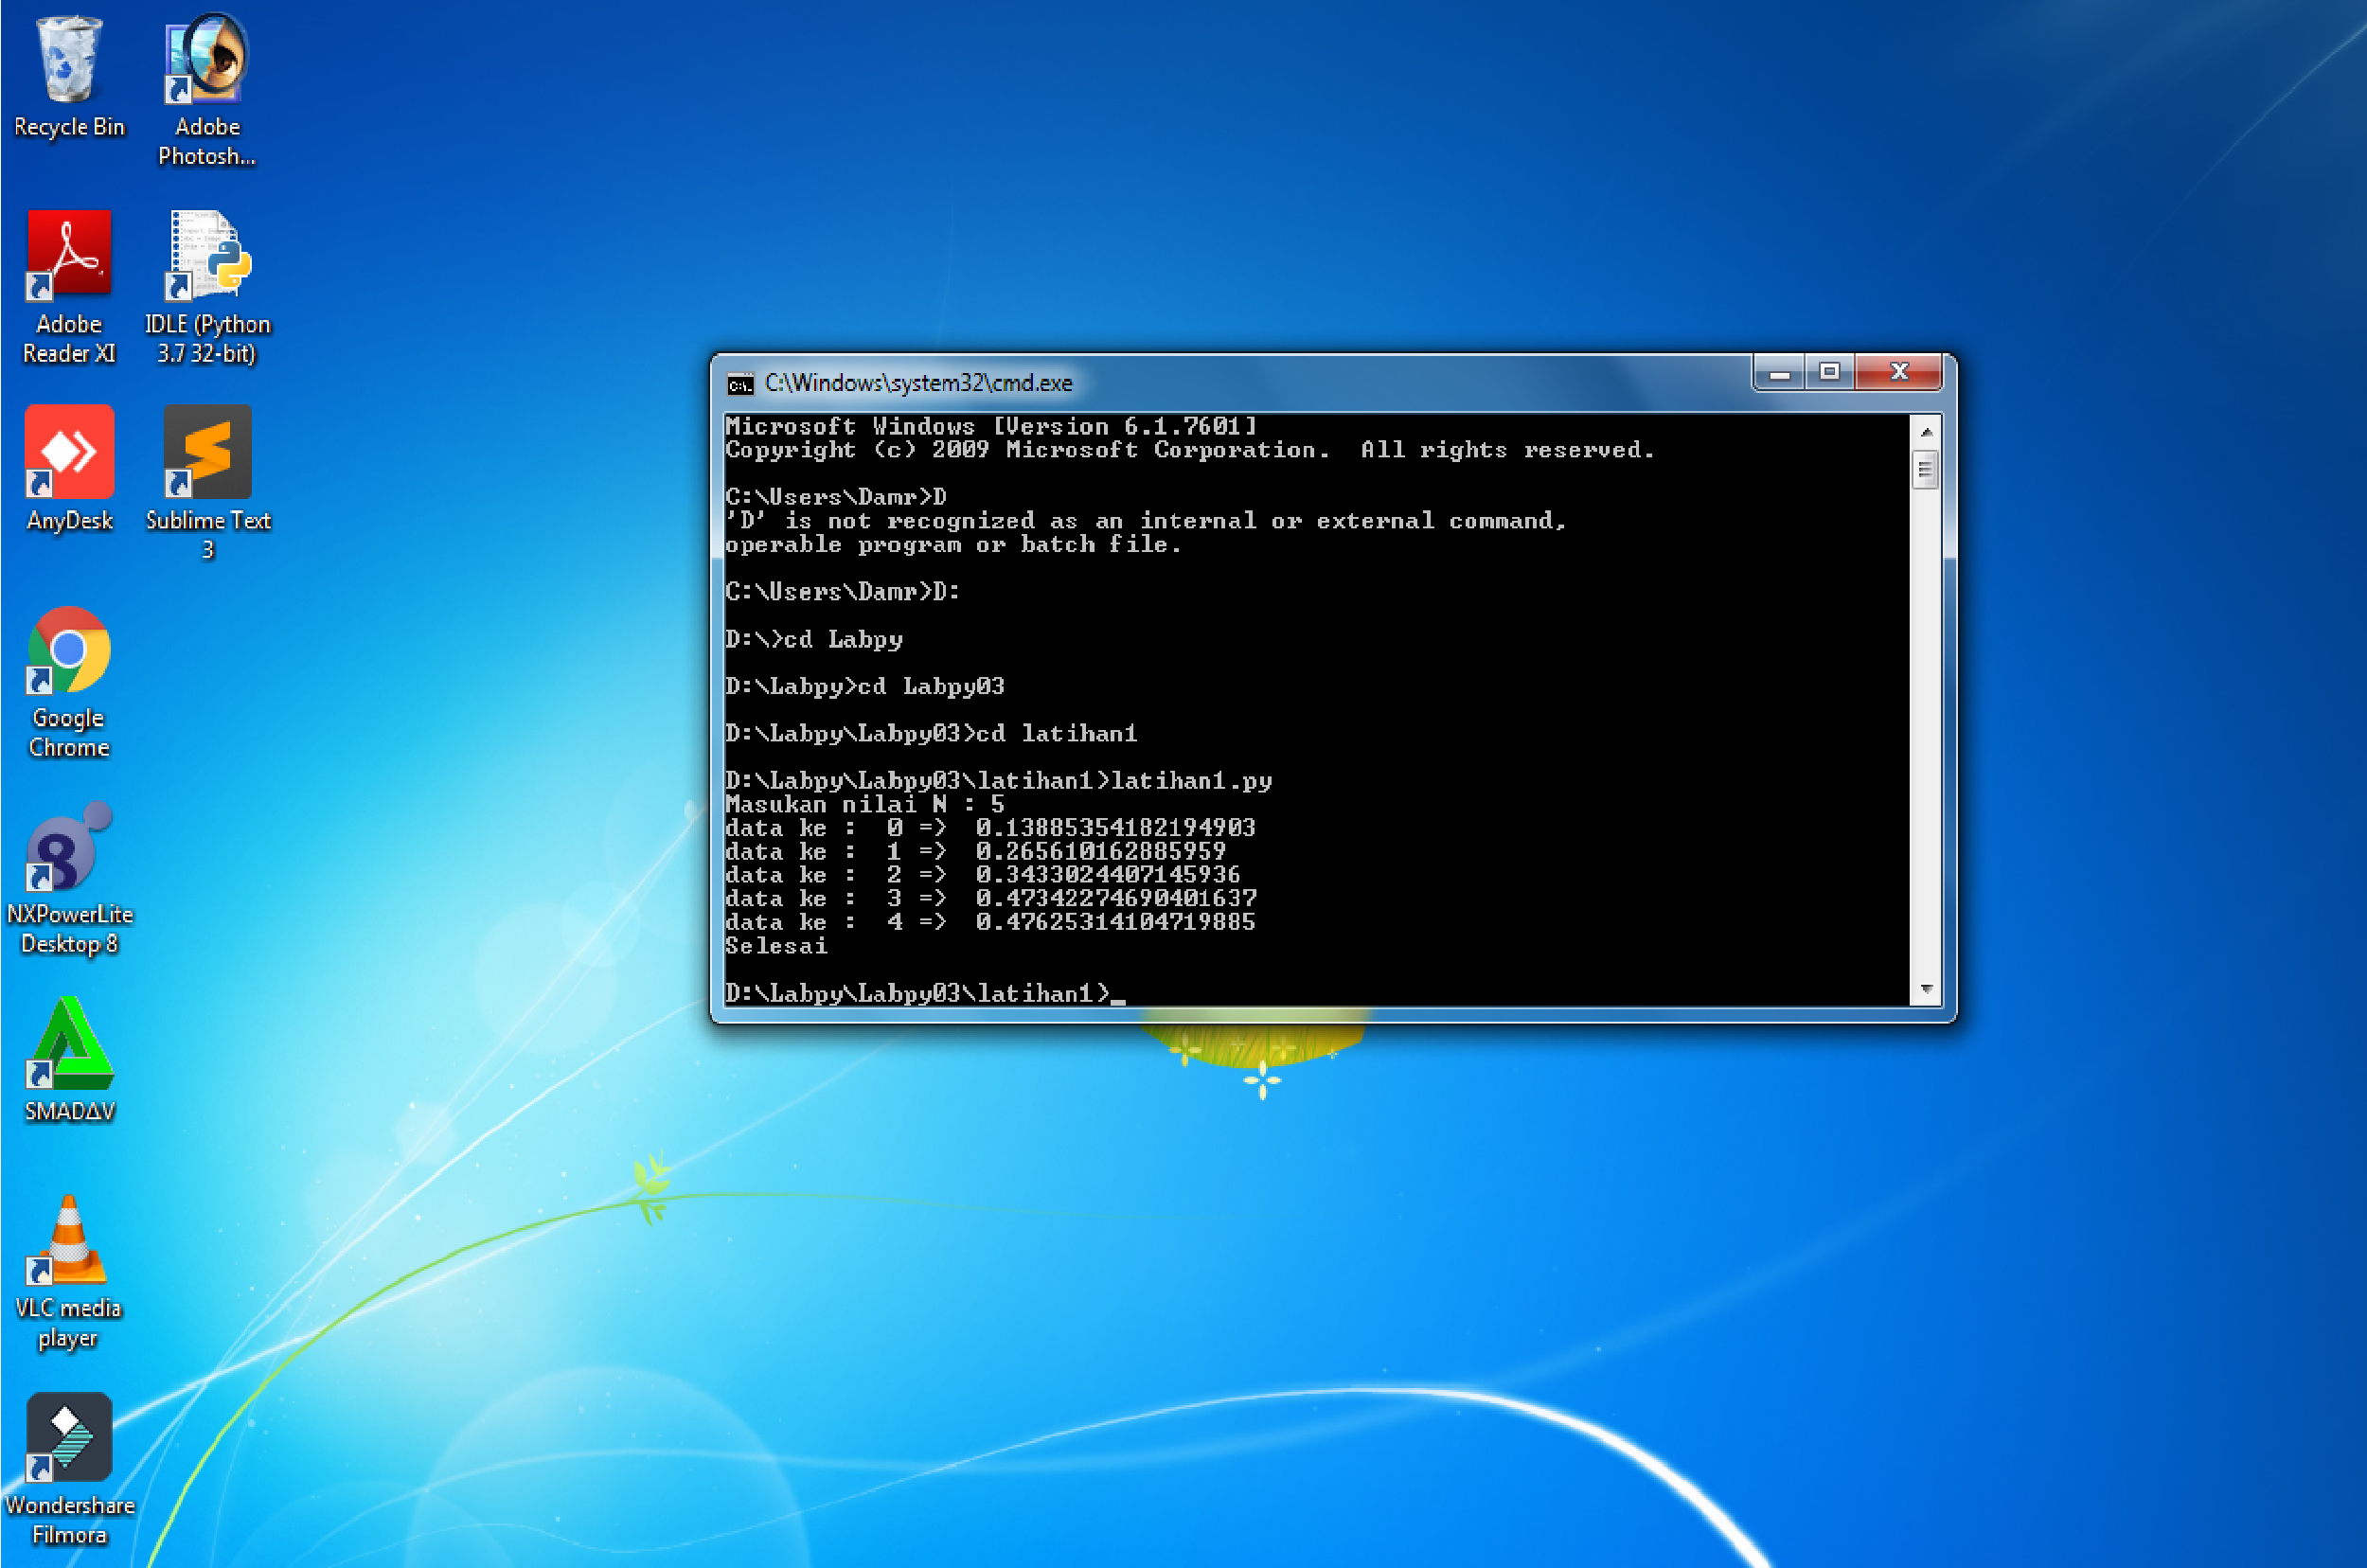 Recycle Bin
Adobe
Photosh...
Adobe
Reader XI
IDLE (Python
3.7 32-bit)
AnyDesk
Sublime Text
3
Google
Chrome
NXPowerLite
Desktop 8
SMADΔV
VLC media
player
Wondershare
Filmora
C:\Windows\system32\cmd.exe
Microsoft Windows [Version 6.1.7601]
Copyright (c) 2009 Microsoft Corporation.  All rights reserved.
C:\Users\Damr>D
'D' is not recognized as an internal or external command,
operable program or batch file.
C:\Users\Damr>D:
D:\>cd Labpy
D:\Labpy>cd Labpy03
D:\Labpy\Labpy03>cd latihan1
D:\Labpy\Labpy03\latihan1>latihan1.py
Masukan nilai N : 5
data ke :  0 =>  0.13885354182194903
data ke :  1 =>  0.265610162885959
data ke :  2 =>  0.3433024407145936
data ke :  3 =>  0.47342274690401637
data ke :  4 =>  0.47625314104719885
Selesai
D:\Labpy\Labpy03\latihan1>_